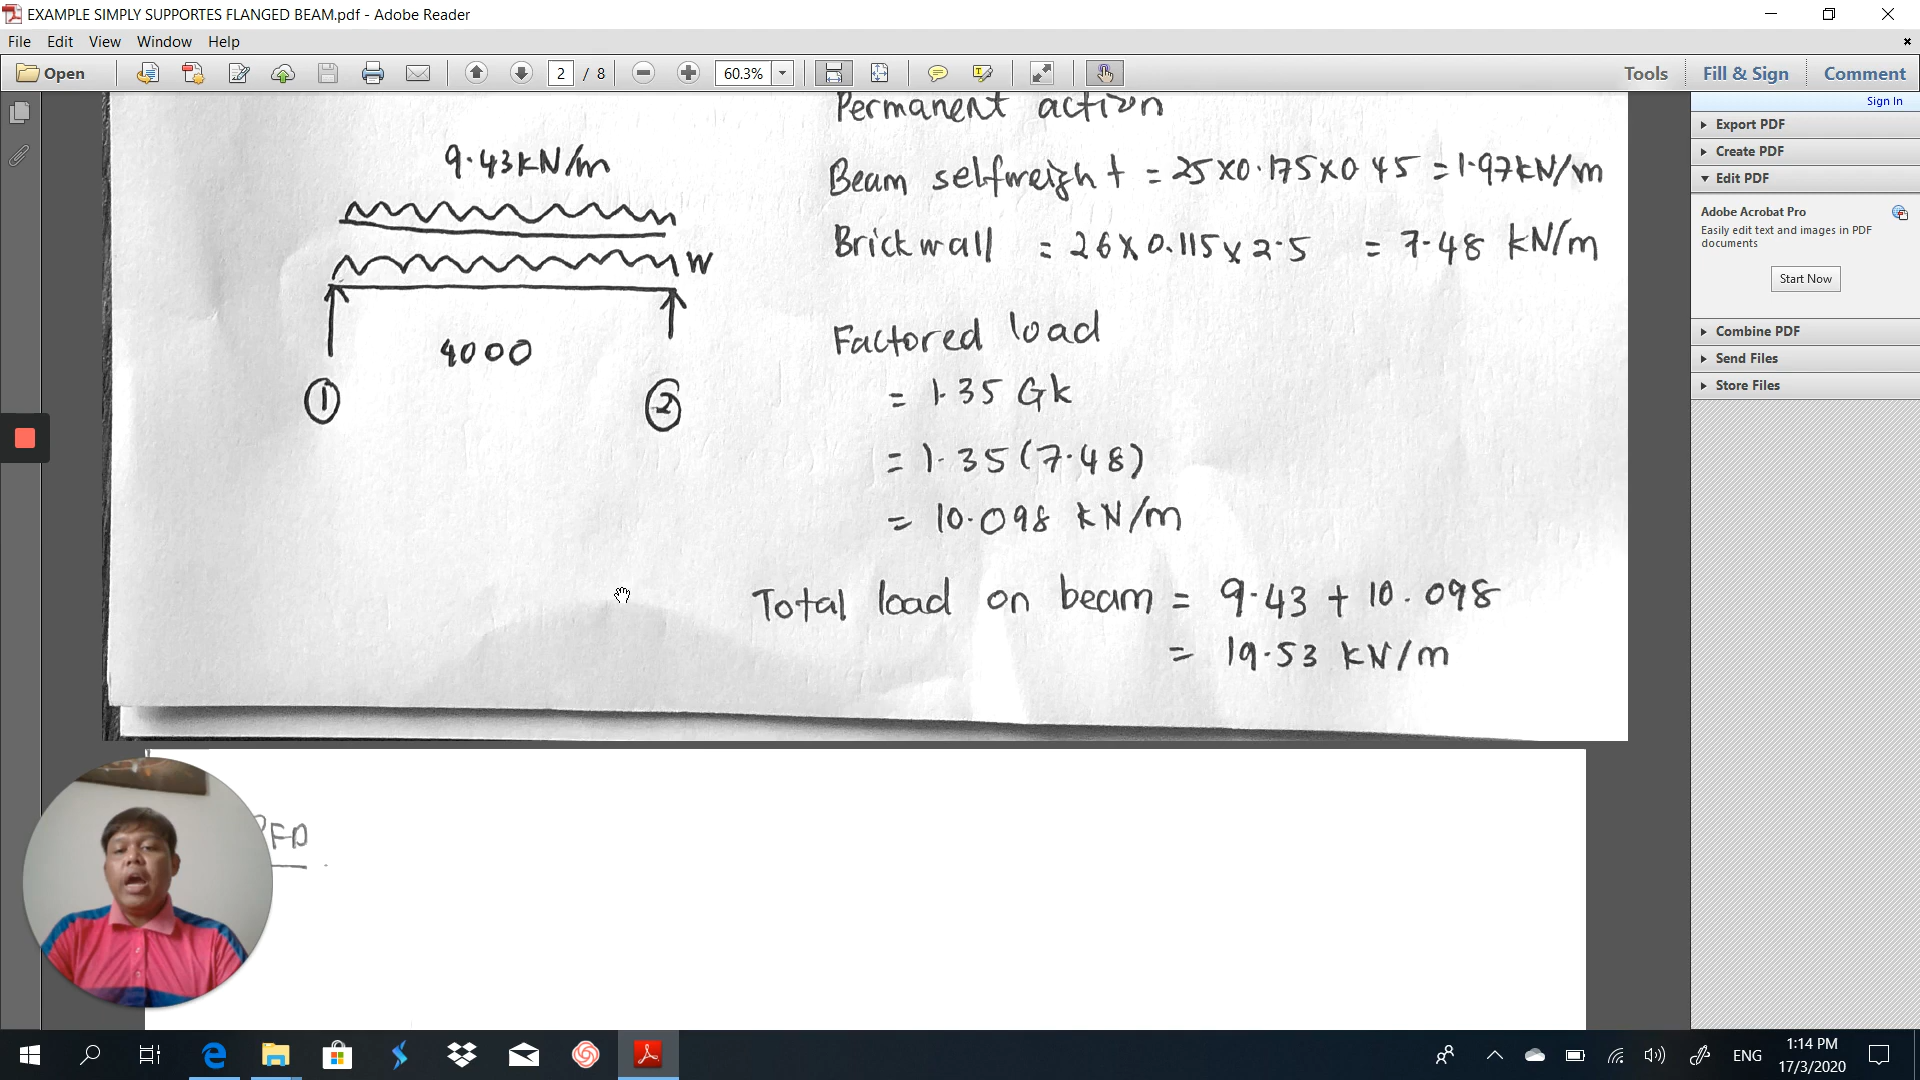 EXAMPLE SIMPLY SUPPORTES FLANGED BEAM.pdf - Adobe Reader
File Edit View Window Help
Open 2 / 8 60.3% Tools Fill & Sign Comment
Sign In
Export PDF
Create PDF
Edit PDF
Adobe Acrobat Pro
Easily edit text and images in PDF
documents
Start Now
Combine PDF
Send Files
Store Files
9.43kN/m
W
4000
1 2
Permanent action
Beam selfweight = 25x0.175x0.45 = 1.97kN/m
Brickwall = 26x0.115x2.5 = 7.48 kN/m
Factored load
= 1.35 Gk
= 1.35(7.48)
= 10.098 kN/m
Total load on beam = 9.43 + 10.098
= 19.53 kN/m
ENG
1:14 PM
17/3/2020